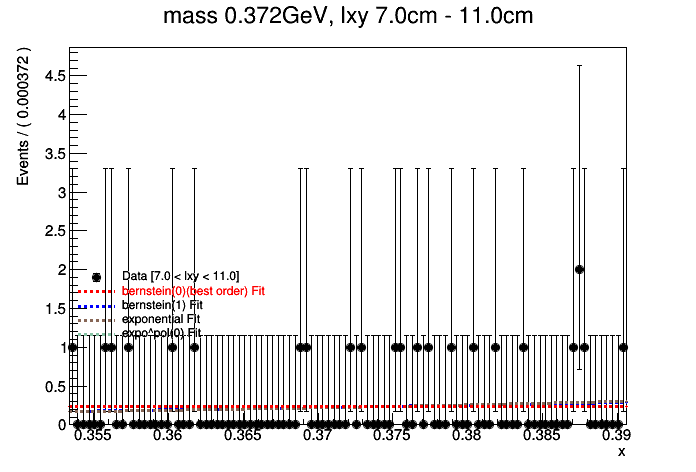 mass 0.372GeV, lxy 7.0cm - 11.0cm
Events / ( 0.000372 )
4.5
4
3.5
3
2.5
2
1.5
1
0.5
0
Data [7.0 < lxy < 11.0]
bernstein(0)(best order) Fit
bernstein(1) Fit
exponential Fit
expo^pol(0) Fit
0.355 0.36 0.365 0.37 0.375 0.38 0.385 0.39
x